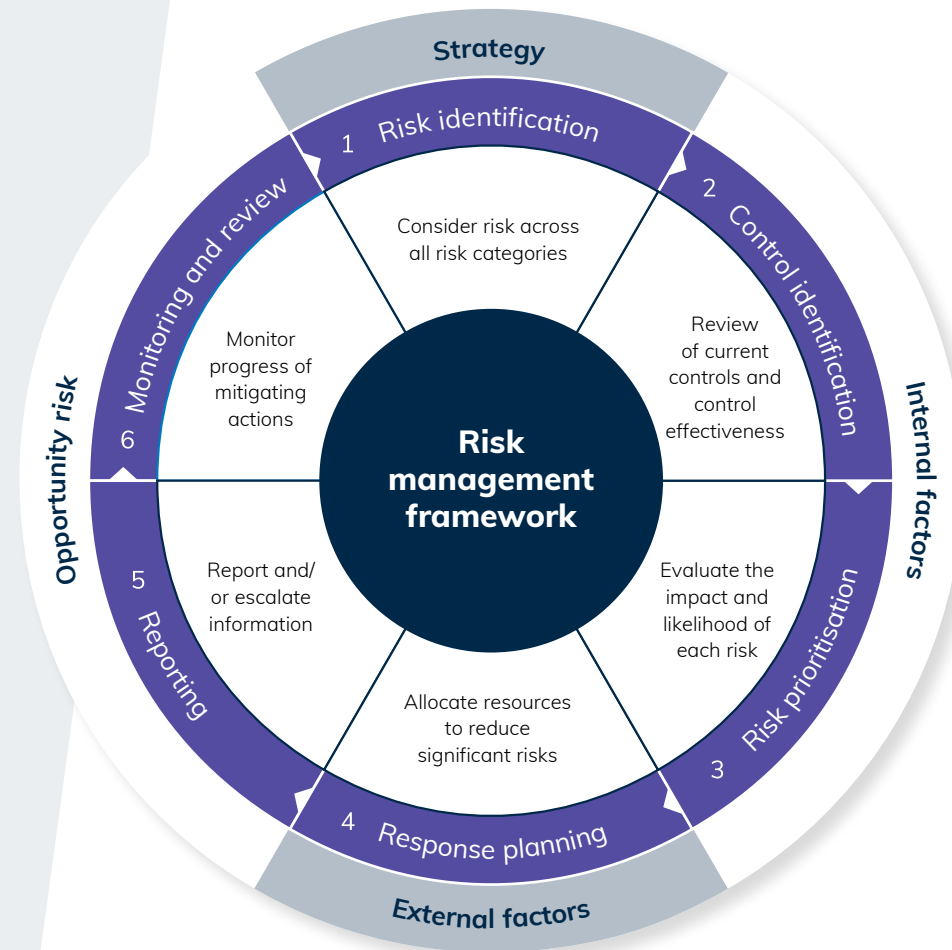 Strategy
1 Risk identification
Consider risk across
all risk categories
2 Control identification
Review
of current
controls and
control
effectiveness
Internal factors
3 Risk prioritisation
Evaluate the
impact and
likelihood of
each risk
4 Response planning
Allocate resources
to reduce
significant risks
External factors
5 Reporting
Report and/
or escalate
information
6 Monitoring and review
Monitor
progress of
mitigating
actions
Opportunity risk
Risk
management
framework